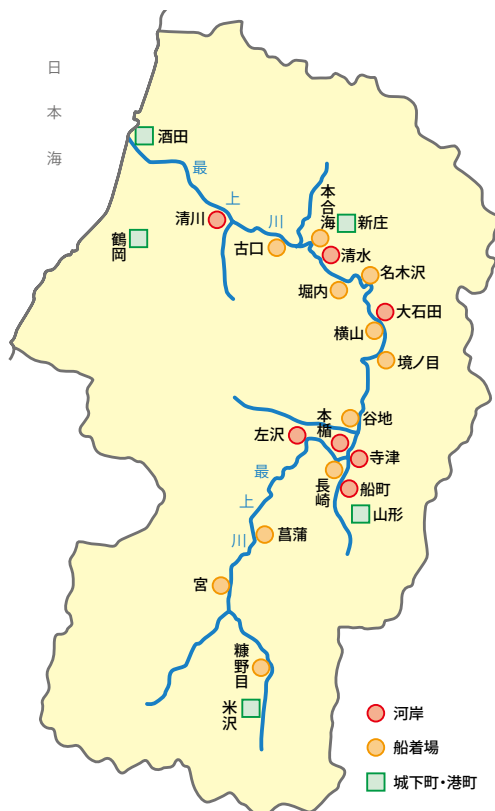 日本海
酒田
最上川
本合海
新庄
清川
鶴岡
古口
清水
名木沢
堀内
大石田
横山
境ノ目
谷地
本楯
左沢
寺津
長崎
船町
山形
最上川
菖蒲
宮
糠野目
米沢
河岸
船着場
城下町・港町